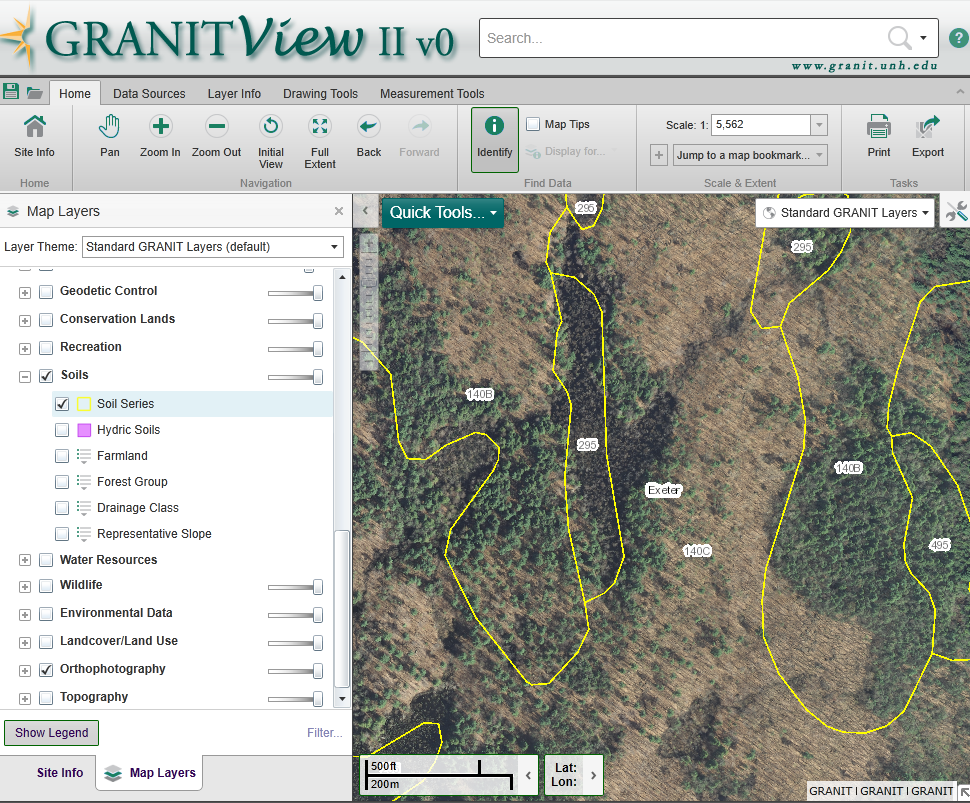 GRANITView II v0
Search...
?
www.granit.unh.edu
Home
Data Sources
Layer Info
Drawing Tools
Measurement Tools
Site Info
Pan
Zoom In
Zoom Out
Initial View
Full Extent
Back
Forward
Identify
Map Tips
Display for...
Scale: 1: 5,562
Jump to a map bookmark...
Print
Export
Home
Navigation
Find Data
Scale & Extent
Tasks
Map Layers
Layer Theme: Standard GRANIT Layers (default)
Geodetic Control
Conservation Lands
Recreation
Soils
Soil Series
Hydric Soils
Farmland
Forest Group
Drainage Class
Representative Slope
Water Resources
Wildlife
Environmental Data
Landcover/Land Use
Orthophotography
Topography
Show Legend
Filter...
Site Info
Map Layers
Quick Tools...
Standard GRANIT Layers
295
295
140B
295
Exeter
140C
140B
495
500ft
200m
Lat:
Lon:
GRANIT | GRANIT | GRANIT